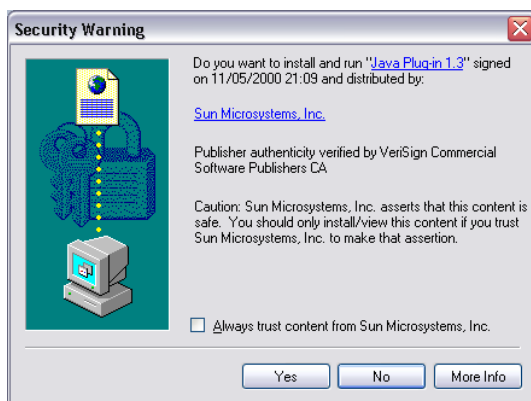 Security Warning
Do you want to install and run "Java Plug-in 1.3" signed
on 11/05/2000 21:09 and distributed by:
Sun Microsystems, Inc.
Publisher authenticity verified by VeriSign Commercial
Software Publishers CA
Caution: Sun Microsystems, Inc. asserts that this content is
safe. You should only install/view this content if you trust
Sun Microsystems, Inc. to make that assertion.
Always trust content from Sun Microsystems, Inc.
Yes No More Info